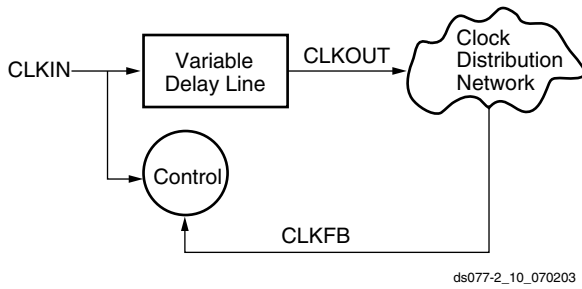 CLKIN
Variable
Delay Line
CLKOUT
Clock
Distribution
Network
Control
CLKFB
ds077-2_10_070203